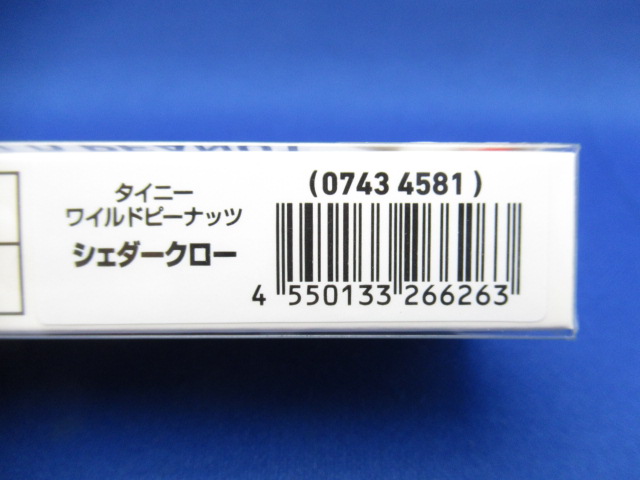 タイニー
ワイルドピーナッツ
シェダークロー
(0743 4581)
4 550133 266263